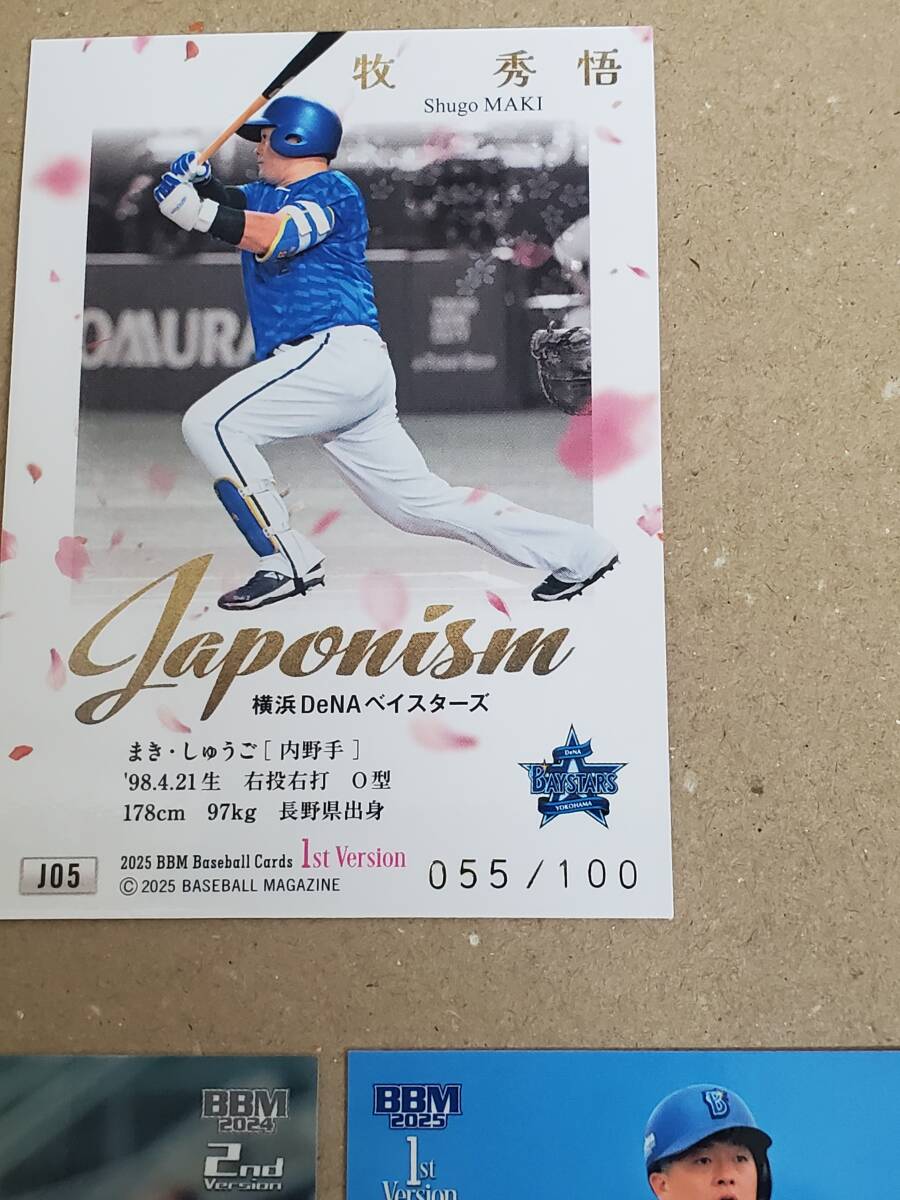 牧 秀悟
Shugo MAKI
OMURA
Japonism
横浜DeNAベイスターズ
まき・しゅうご [ 内野手 ]
'98.4.21生 右投右打 O型
178cm 97kg 長野県出身
DeNA
BAYSTARS
YOKOHAMA
J05
2025 BBM Baseball Cards 1st Version
© 2025 BASEBALL MAGAZINE
055/100
BBM
2024
2nd
Version
BBM
2025
1st
Version
B